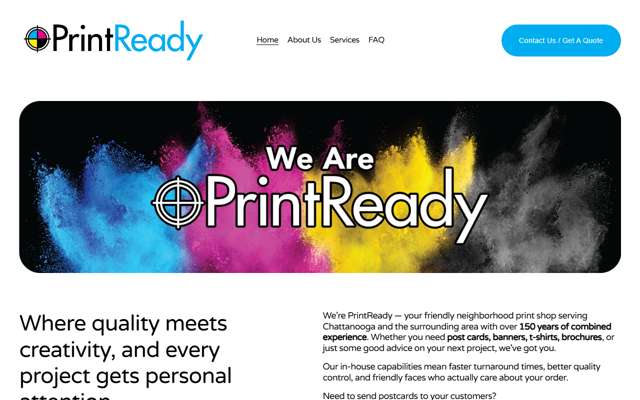 PrintReady
Home About Us Services FAQ
Contact Us / Get A Quote
We Are
PrintReady
Where quality meets
creativity, and every
project gets personal
attention.
We're PrintReady — your friendly neighborhood print shop serving
Chattanooga and the surrounding area with over 150 years of combined
experience. Whether you need post cards, banners, t-shirts, brochures, or
just some good advice on your next project, we've got you.
Our in-house capabilities mean faster turnaround times, better quality
control, and friendly faces who actually care about your order.
Need to send postcards to your customers?